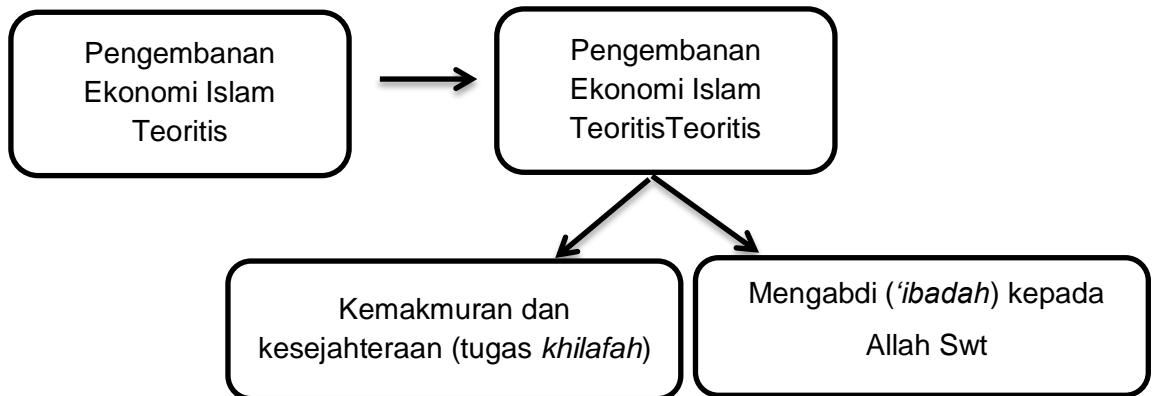 Pengembanan
Ekonomi Islam
Teoritis
Pengembanan
Ekonomi Islam
TeoritisTeoritis
Kemakmuran dan
kesejahteraan (tugas khilafah)
Mengabdi (‘ibadah) kepada
Allah Swt